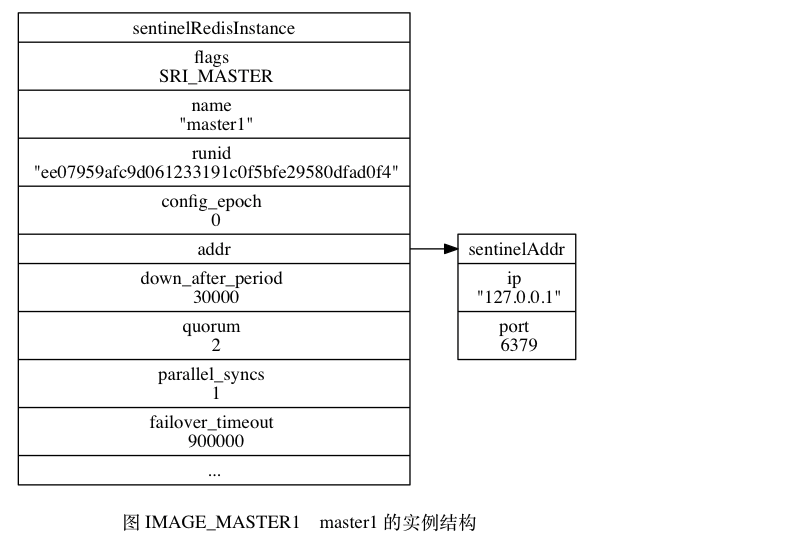 sentinelRedisInstance
flags
SRI_MASTER
name
"master1"
runid
"ee07959afc9d061233191c0f5bfe29580dfad0f4"
config_epoch
0
addr
down_after_period
30000
quorum
2
parallel_syncs
1
failover_timeout
900000
...
sentinelAddr
ip
"127.0.0.1"
port
6379
图 IMAGE_MASTER1 master1 的实例结构